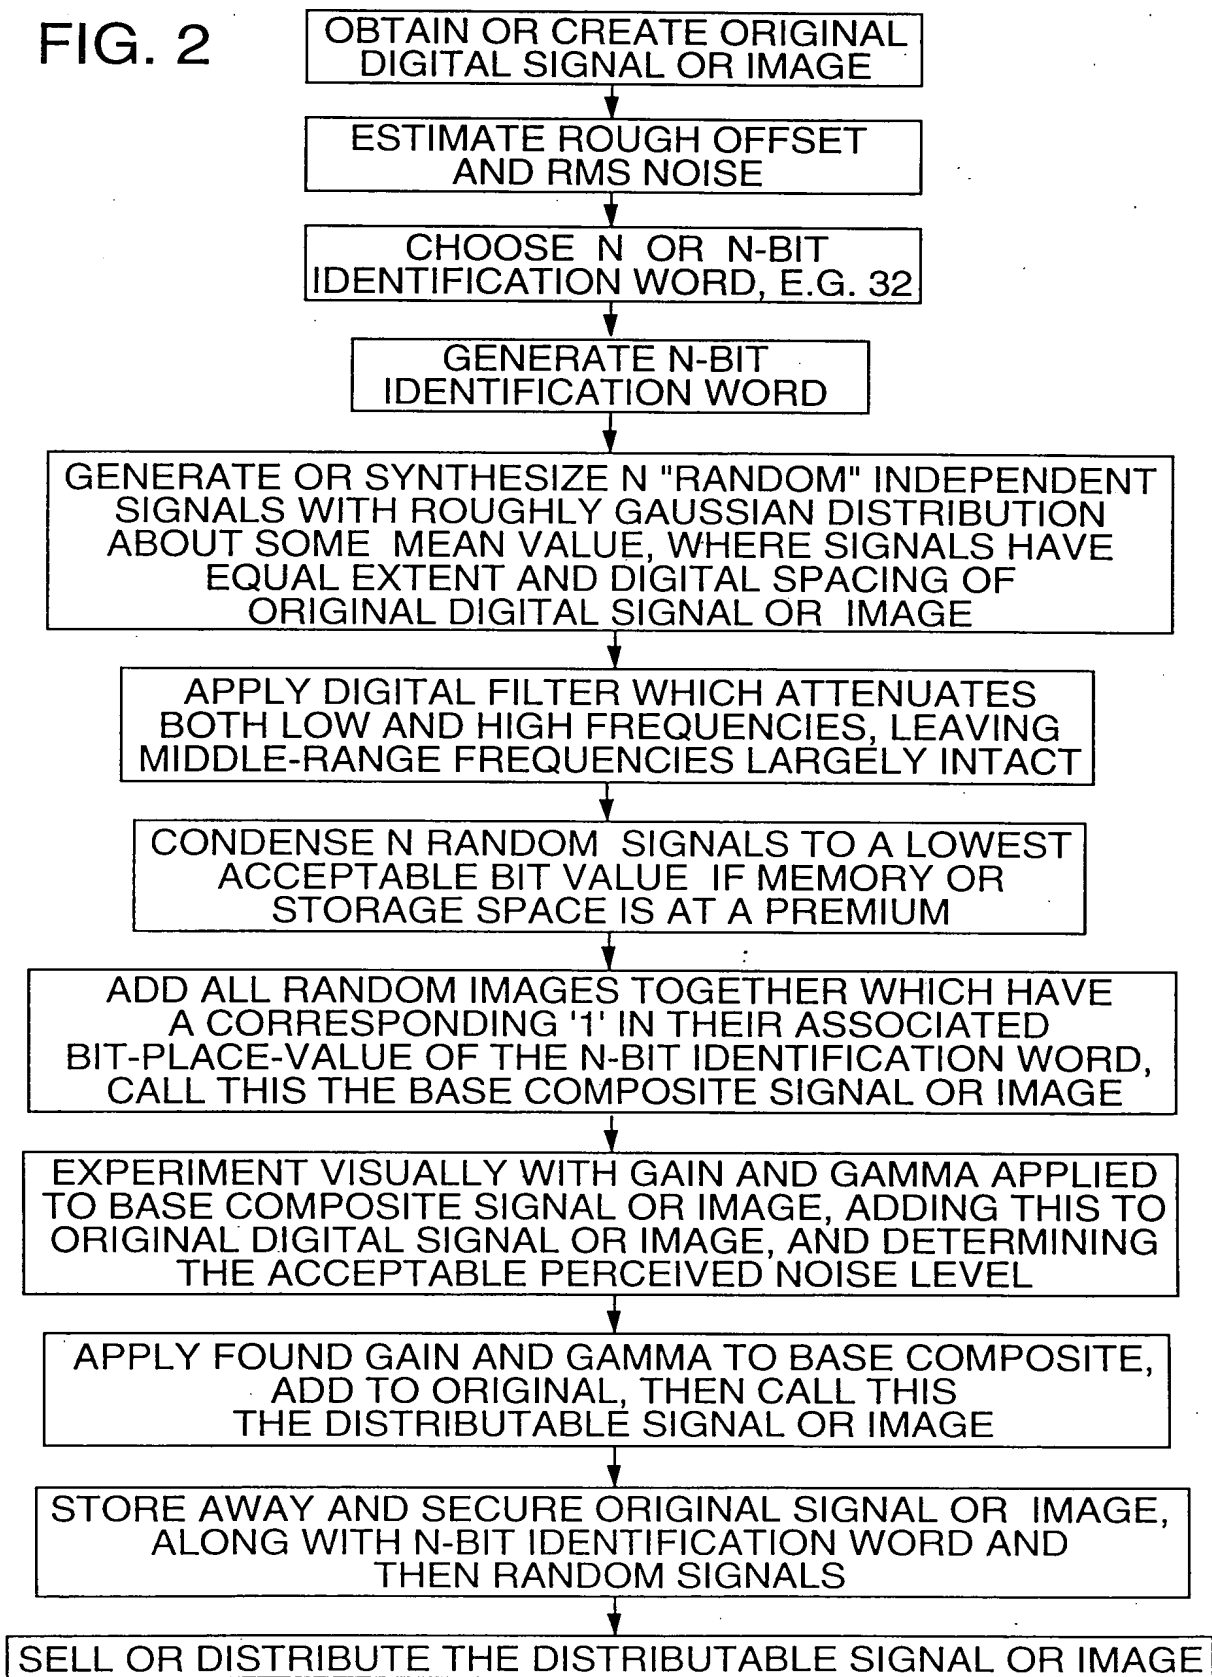 FIG. 2
OBTAIN OR CREATE ORIGINAL
DIGITAL SIGNAL OR IMAGE
ESTIMATE ROUGH OFFSET
AND RMS NOISE
CHOOSE N OR N-BIT
IDENTIFICATION WORD, E.G. 32
GENERATE N-BIT
IDENTIFICATION WORD
GENERATE OR SYNTHESIZE N "RANDOM" INDEPENDENT
SIGNALS WITH ROUGHLY GAUSSIAN DISTRIBUTION
ABOUT SOME MEAN VALUE, WHERE SIGNALS HAVE
EQUAL EXTENT AND DIGITAL SPACING OF
ORIGINAL DIGITAL SIGNAL OR IMAGE
APPLY DIGITAL FILTER WHICH ATTENUATES
BOTH LOW AND HIGH FREQUENCIES, LEAVING
MIDDLE-RANGE FREQUENCIES LARGELY INTACT
CONDENSE N RANDOM SIGNALS TO A LOWEST
ACCEPTABLE BIT VALUE IF MEMORY OR
STORAGE SPACE IS AT A PREMIUM
ADD ALL RANDOM IMAGES TOGETHER WHICH HAVE
A CORRESPONDING '1' IN THEIR ASSOCIATED
BIT-PLACE-VALUE OF THE N-BIT IDENTIFICATION WORD,
CALL THIS THE BASE COMPOSITE SIGNAL OR IMAGE
EXPERIMENT VISUALLY WITH GAIN AND GAMMA APPLIED
TO BASE COMPOSITE SIGNAL OR IMAGE, ADDING THIS TO
ORIGINAL DIGITAL SIGNAL OR IMAGE, AND DETERMINING
THE ACCEPTABLE PERCEIVED NOISE LEVEL
APPLY FOUND GAIN AND GAMMA TO BASE COMPOSITE,
ADD TO ORIGINAL, THEN CALL THIS
THE DISTRIBUTABLE SIGNAL OR IMAGE
STORE AWAY AND SECURE ORIGINAL SIGNAL OR IMAGE,
ALONG WITH N-BIT IDENTIFICATION WORD AND
THEN RANDOM SIGNALS
SELL OR DISTRIBUTE THE DISTRIBUTABLE SIGNAL OR IMAGE